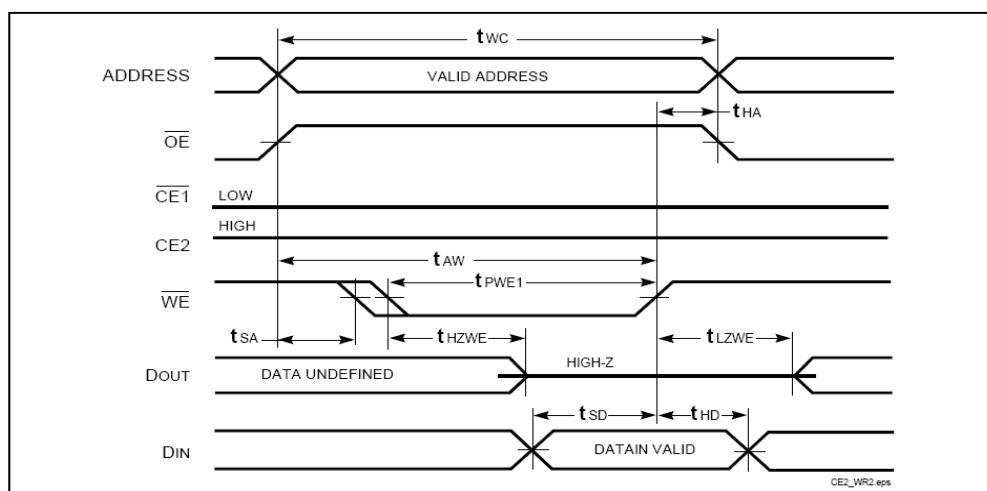 tWC
ADDRESS
VALID ADDRESS
tHA
OE
CE1
LOW
HIGH
CE2
tAW
tPWE1
WE
tSA
tHZWE
tLZWE
DOUT
DATA UNDEFINED
HIGH-Z
tSD
tHD
DIN
DATAIN VALID
CE2_WR2.eps